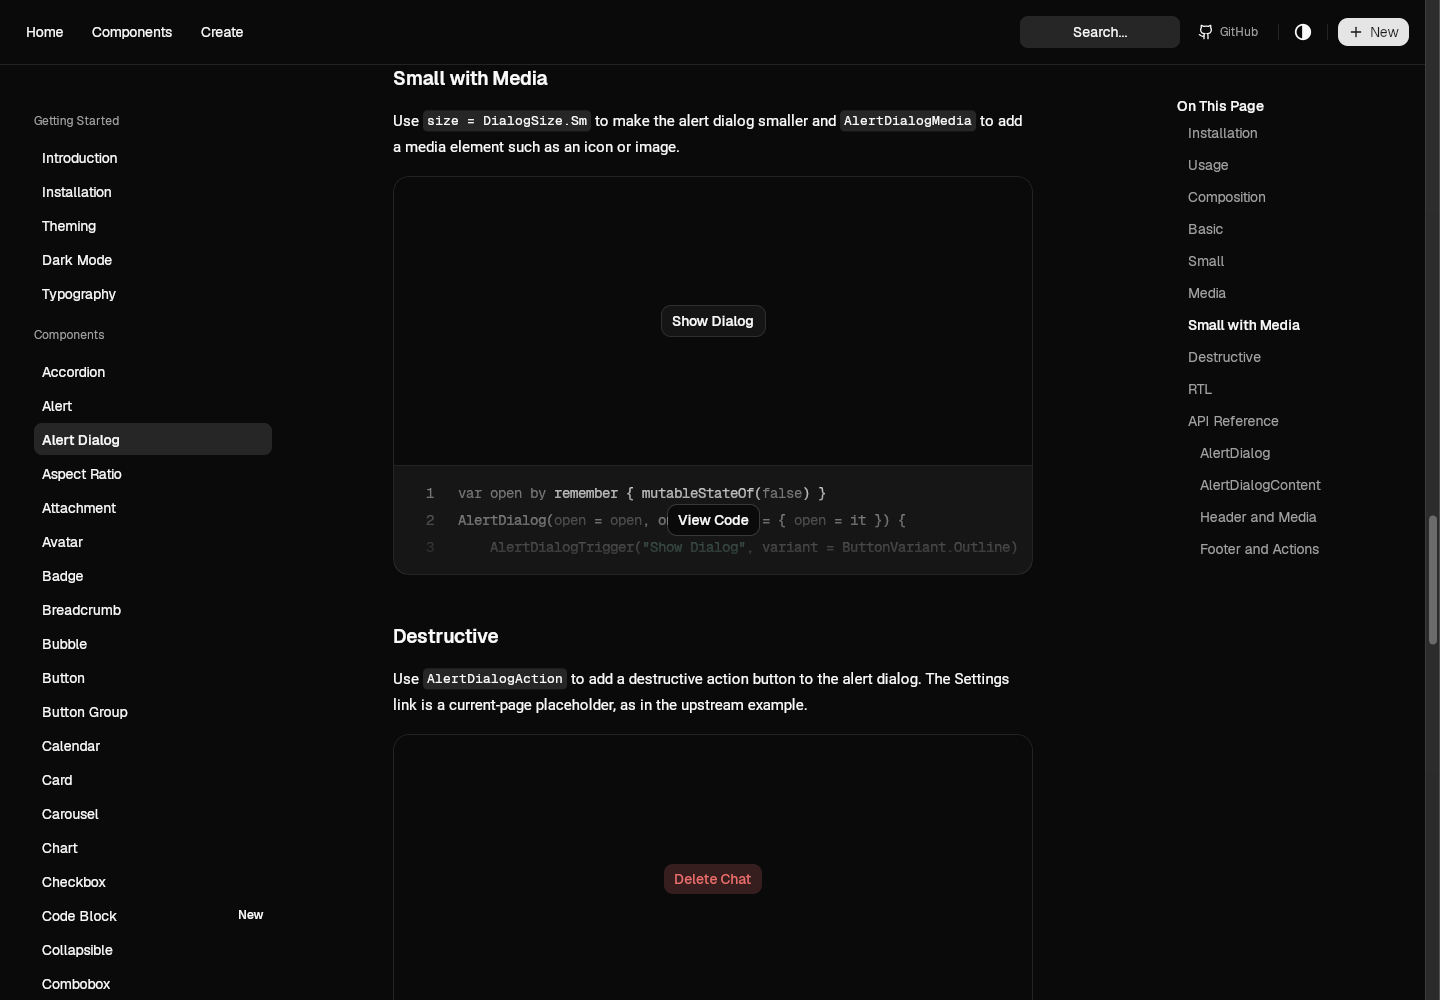 Home Components Create Search... GitHub New
Getting Started
Introduction
Installation
Theming
Dark Mode
Typography
Components
Accordion
Alert
Alert Dialog
Aspect Ratio
Attachment
Avatar
Badge
Breadcrumb
Bubble
Button
Button Group
Calendar
Card
Carousel
Chart
Checkbox
Code Block New
Collapsible
Combobox
Small with Media
Use size = DialogSize.Sm to make the alert dialog smaller and AlertDialogMedia to add
a media element such as an icon or image.
Show Dialog
1 var open by remember { mutableStateOf(false) }
2 AlertDialog(open = open, = { open = it }) {
View Code
3 AlertDialogTrigger("Show Dialog", variant = ButtonVariant.Outline)
Destructive
Use AlertDialogAction to add a destructive action button to the alert dialog. The Settings
link is a current-page placeholder, as in the upstream example.
Delete Chat
On This Page
Installation
Usage
Composition
Basic
Small
Media
Small with Media
Destructive
RTL
API Reference
AlertDialog
AlertDialogContent
Header and Media
Footer and Actions